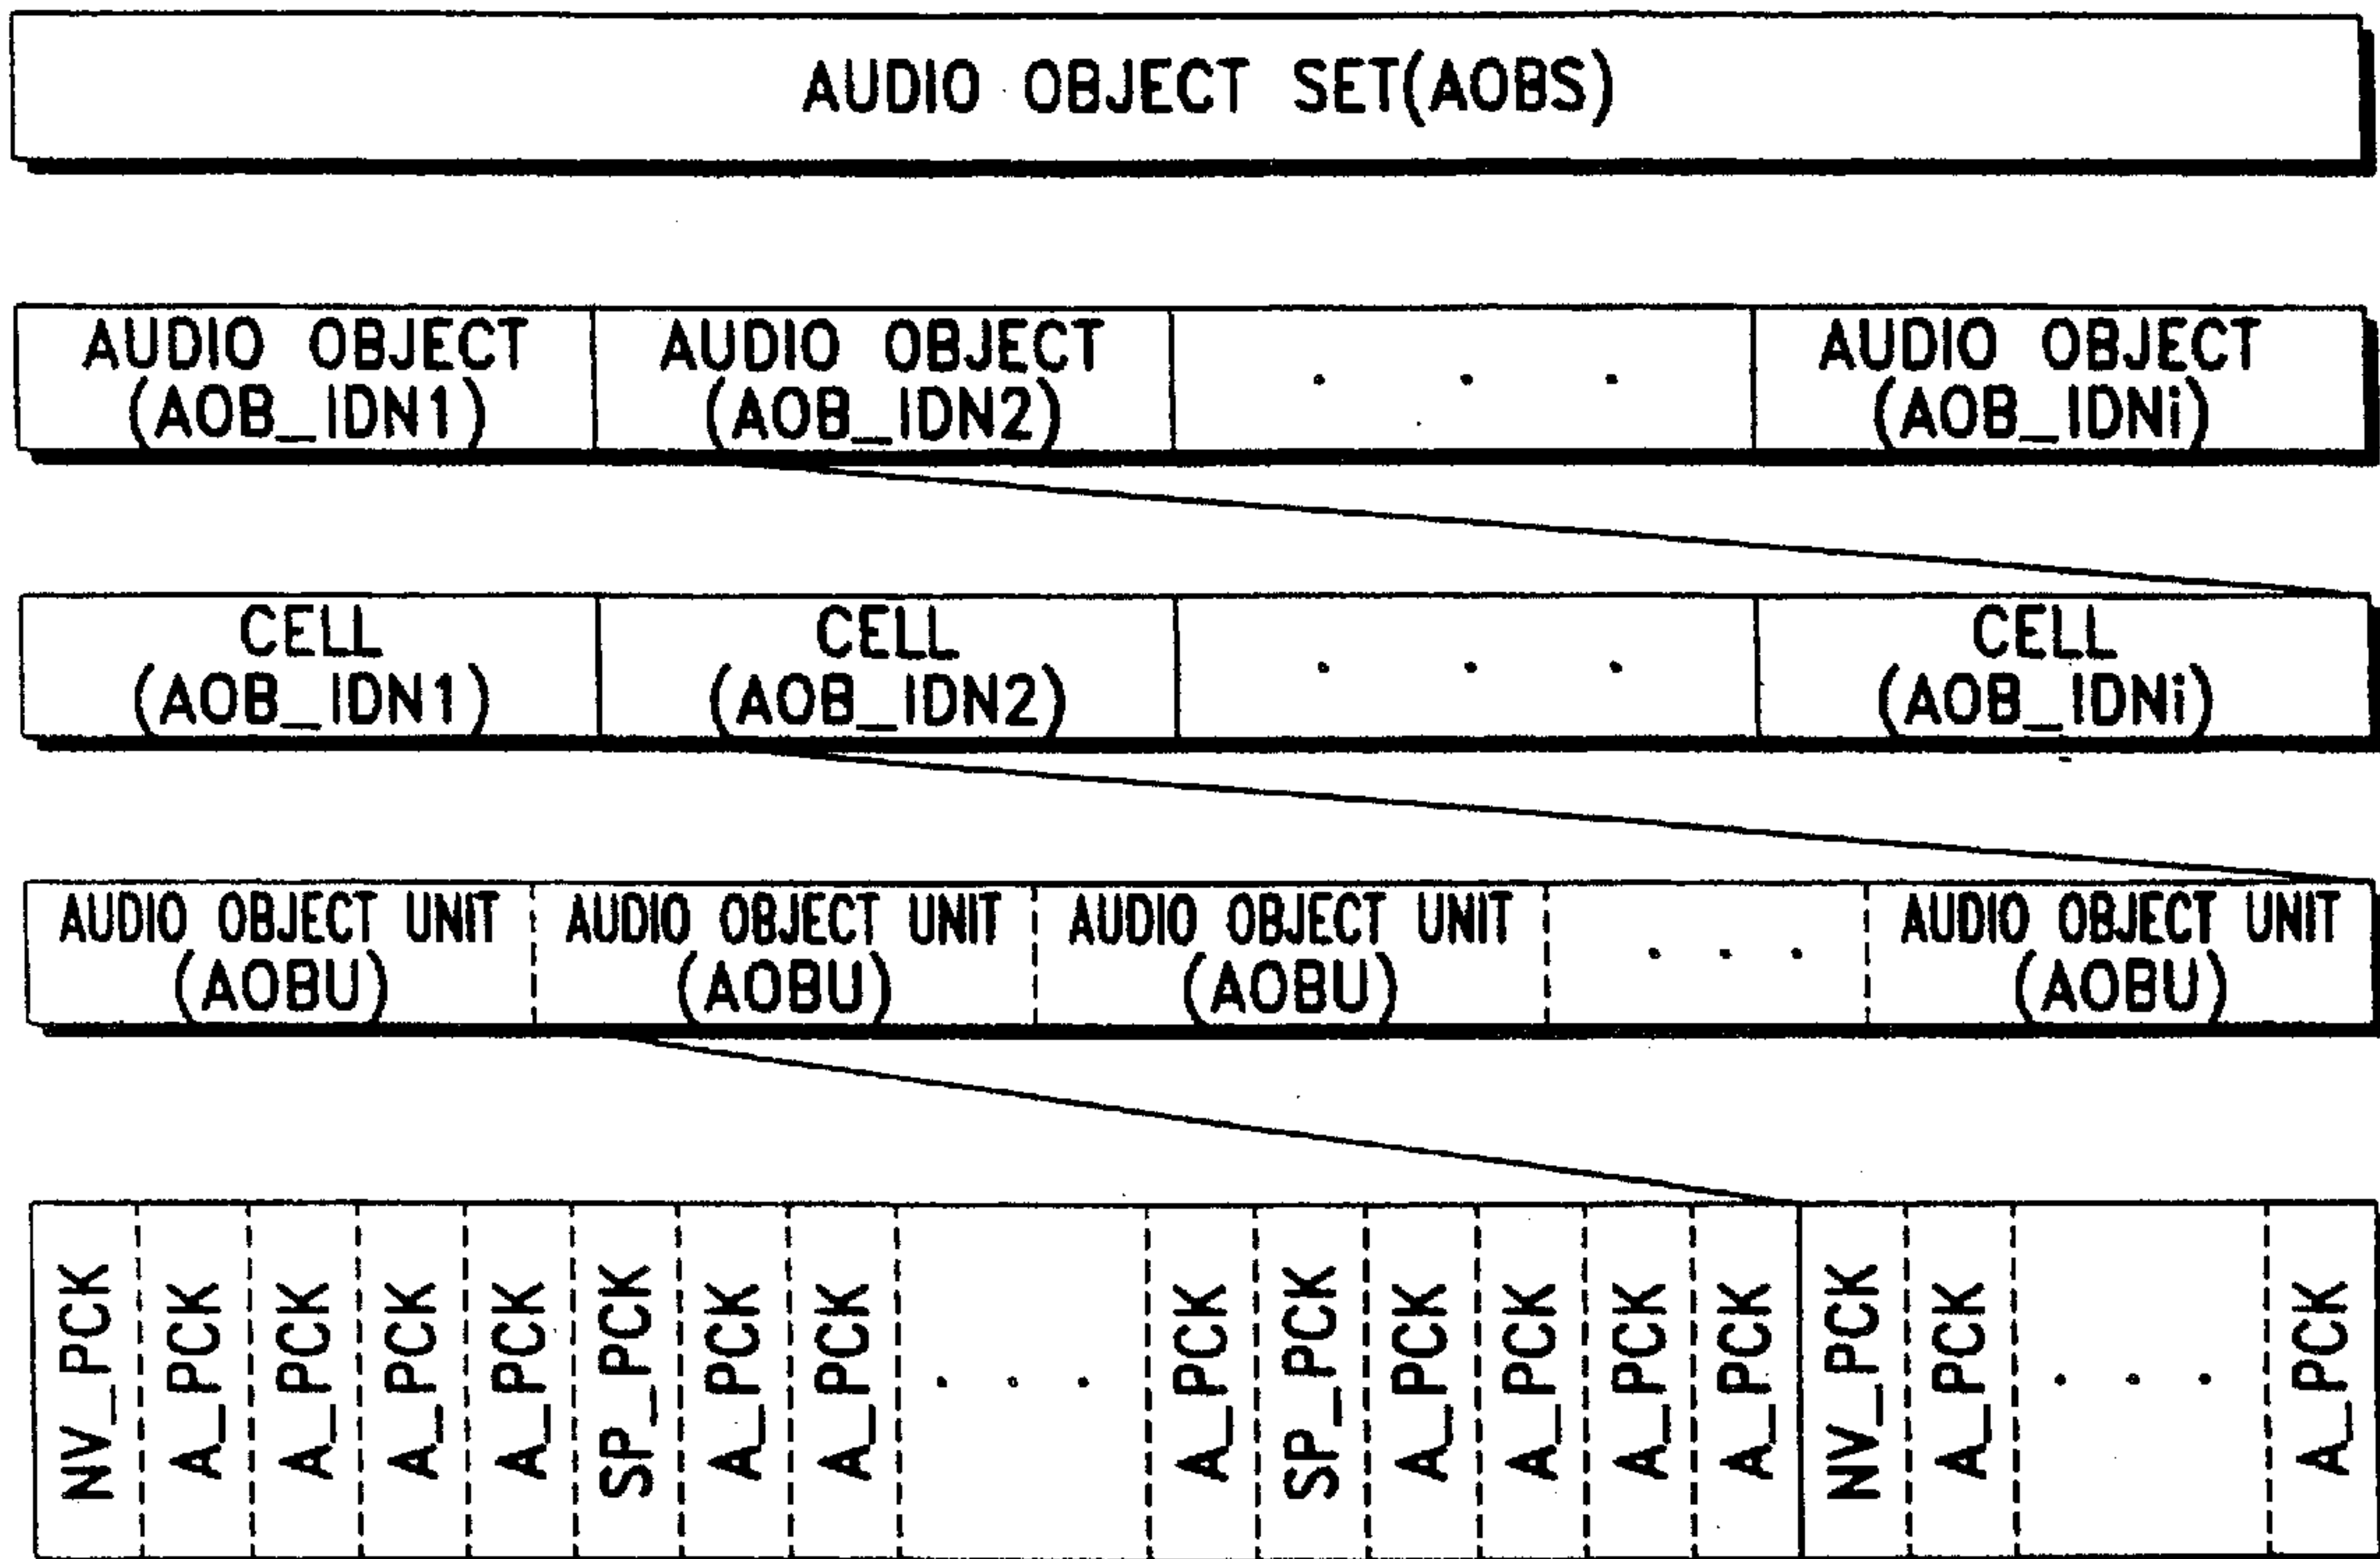 AUDIO OBJECT SET(AOBS)
AUDIO OBJECT (AOB_IDN1)
AUDIO OBJECT (AOB_IDN2)
. . .
AUDIO OBJECT (AOB_IDNi)
CELL (AOB_IDN1)
CELL (AOB_IDN2)
. . .
CELL (AOB_IDNi)
AUDIO OBJECT UNIT (AOBU)
AUDIO OBJECT UNIT (AOBU)
AUDIO OBJECT UNIT (AOBU)
. . .
AUDIO OBJECT UNIT (AOBU)
NV_PCK
A_PCK
A_PCK
A_PCK
A_PCK
SP_PCK
A_PCK
A_PCK
. . .
A_PCK
SP_PCK
A_PCK
A_PCK
A_PCK
A_PCK
NV_PCK
A_PCK
. . .
A_PCK